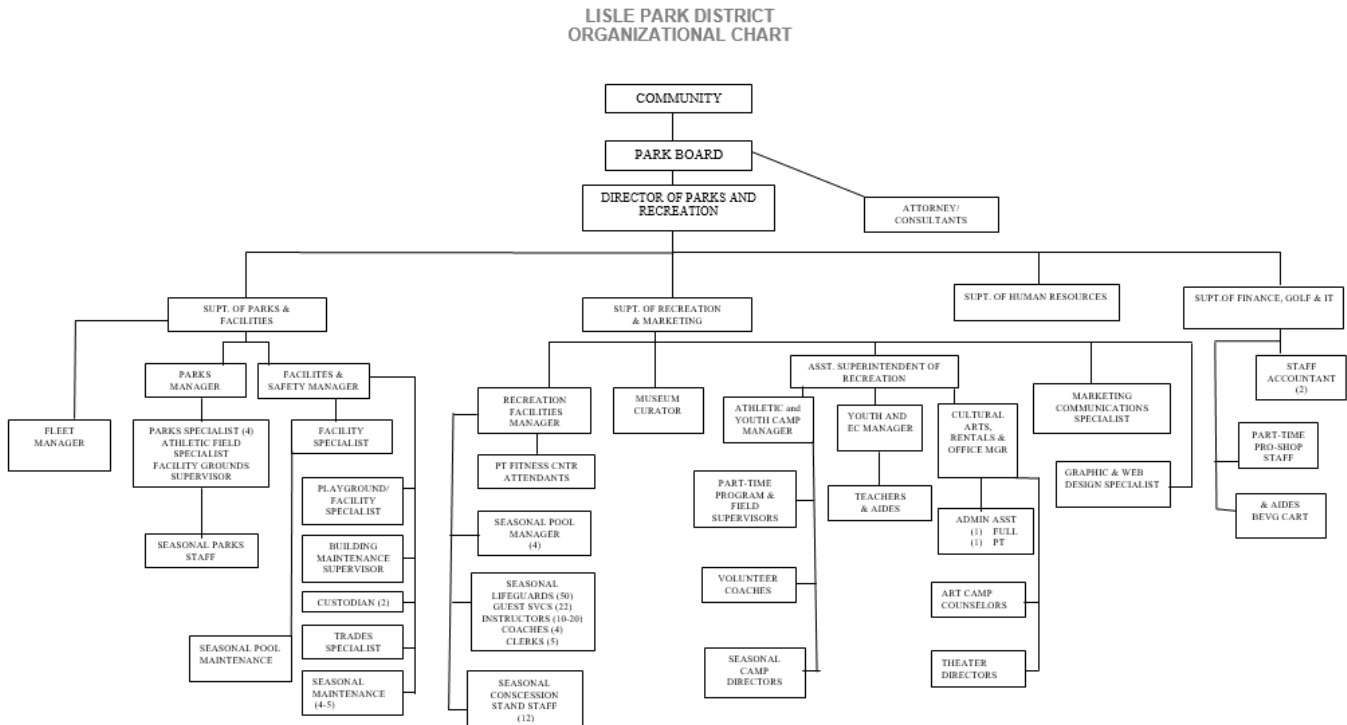 LISLE PARK DISTRICT
ORGANIZATIONAL CHART
COMMUNITY
PARK BOARD
DIRECTOR OF PARKS AND
RECREATION
ATTORNEY/
CONSULTANTS
SUPT. OF PARKS &
FACILITIES
SUPT. OF RECREATION
& MARKETING
SUPT. OF HUMAN RESOURCES
SUPT.OF FINANCE, GOLF & IT
PARKS
MANAGER
FACILITES &
SAFETY MANAGER
FLEET
MANAGER
PARKS SPECIALIST (4)
ATHLETIC FIELD
SPECIALIST
FACILITY GROUNDS
SUPERVISOR
SEASONAL PARKS
STAFF
FACILITY
SPECIALIST
PLAYGROUND/
FACILITY
SPECIALIST
BUILDING
MAINTENANCE
SUPERVISOR
CUSTODIAN (2)
TRADES
SPECIALIST
SEASONAL
MAINTENANCE
(4-5)
SEASONAL POOL
MAINTENANCE
RECREATION
FACILITIES
MANAGER
PT FITNESS CNTR
ATTENDANTS
SEASONAL POOL
MANAGER
(4)
SEASONAL
LIFEGUARDS (50)
GUEST SVCS (22)
INSTRUCTORS (10-20)
COACHES (4)
CLERKS (5)
SEASONAL
CONSCESSION
STAND STAFF
(12)
MUSEUM
CURATOR
ASST. SUPERINTENDENT OF
RECREATION
ATHLETIC and
YOUTH CAMP
MANAGER
PART-TIME
PROGRAM &
FIELD
SUPERVISORS
VOLUNTEER
COACHES
SEASONAL
CAMP
DIRECTORS
YOUTH AND
EC MANAGER
TEACHERS
& AIDES
CULTURAL
ARTS,
RENTALS &
OFFICE MGR
ADMIN ASST
(1) FULL
(1) PT
ART CAMP
COUNSELORS
THEATER
DIRECTORS
MARKETING
COMMUNICATIONS
SPECIALIST
GRAPHIC & WEB
DESIGN SPECIALIST
STAFF
ACCOUNTANT
(2)
PART-TIME
PRO-SHOP
STAFF
& AIDES
BEVG CART